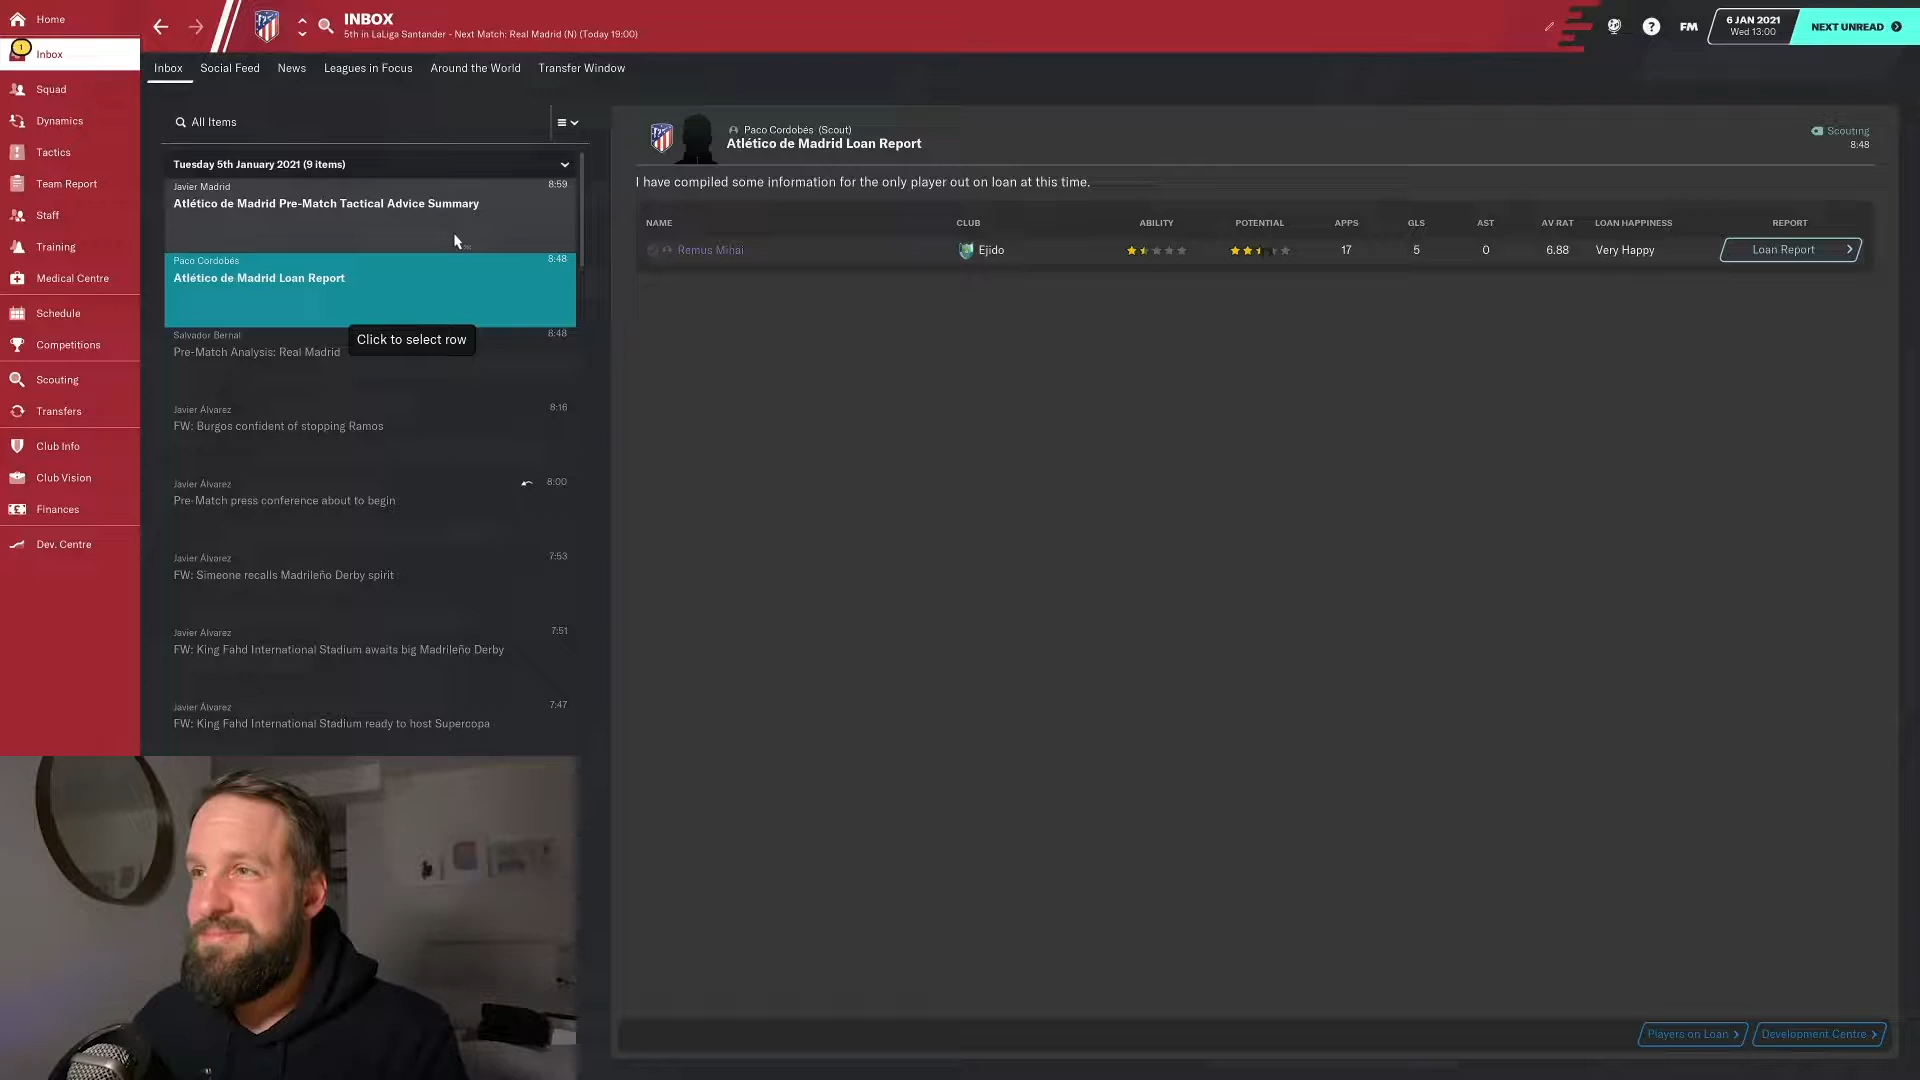 Home
1
Inbox
Squad
Dynamics
Tactics
Team Report
Staff
Training
Medical Centre
Schedule
Competitions
Scouting
Transfers
Club Info
Club Vision
Finances
Dev. Centre
INBOX
5th in LaLiga Santander - Next Match: Real Madrid (N) (Today 19:00)
?
FM
6 JAN 2021
Wed 13:00
NEXT UNREAD
Inbox Social Feed News Leagues in Focus Around the World Transfer Window
All Items
Tuesday 5th January 2021 (9 items)
Javier Madrid 8:59
Atlético de Madrid Pre-Match Tactical Advice Summary
Paco Cordobés 8:48
Atlético de Madrid Loan Report
Salvador Bernal 8:48
Pre-Match Analysis: Real Madrid
Click to select row
Javier Álvarez 8:16
FW: Burgos confident of stopping Ramos
Javier Álvarez 8:00
Pre-Match press conference about to begin
Javier Álvarez 7:53
FW: Simeone recalls Madrileño Derby spirit
Javier Álvarez 7:51
FW: King Fahd International Stadium awaits big Madrileño Derby
Javier Álvarez 7:47
FW: King Fahd International Stadium ready to host Supercopa
Paco Cordobés (Scout)
Atlético de Madrid Loan Report
Scouting
8:48
I have compiled some information for the only player out on loan at this time.
NAME CLUB ABILITY POTENTIAL APPS GLS AST AV RAT LOAN HAPPINESS REPORT
Remus Mihai Ejido 17 5 0 6.88 Very Happy Loan Report
Players on Loan
Development Centre